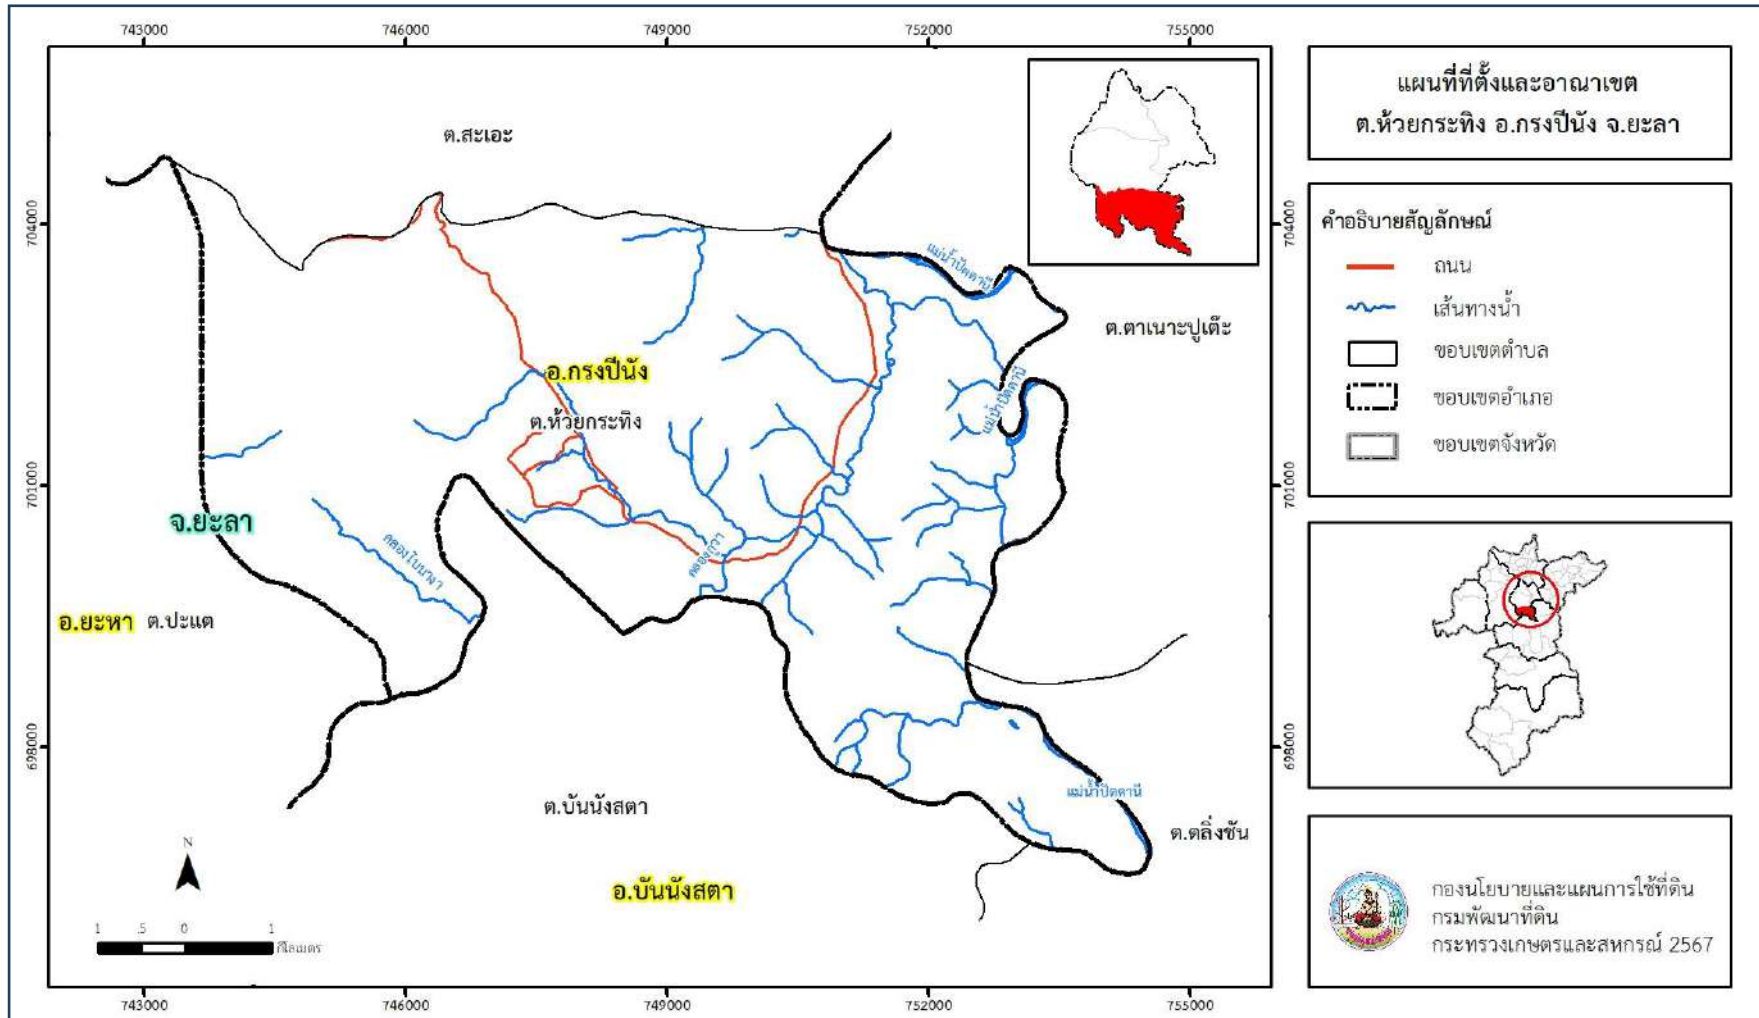 743000
746000
749000
752000
755000
แผนที่ที่ตั้งและอาณาเขต
ต.ห้วยกระทิง อ.กรงปีนัง จ.ยะลา
ต.สะเอะ
704000
704000
คำอธิบายสัญลักษณ์
แม่น้ำปัตตานี
ถนน
เส้นทางน้ำ
ต.ตาเนาะปูเต๊ะ
ขอบเขตตำบล
อ.กรงปีนัง
แม่น้ำปัตตานี
ขอบเขตอำเภอ
ต.ห้วยกระทิง
ขอบเขตจังหวัด
701000
701000
จ.ยะลา
คลองกูวา
อ.ยะหา
ต.ปะแต
698000
698000
แม่น้ำปัตตานี
ต.บันนังสตา
ต.ตลิ่งชัน
N
อ.บันนังสตา
กองนโยบายและแผนการใช้ที่ดิน
กรมพัฒนาที่ดิน
กระทรวงเกษตรและสหกรณ์ 2567
1 .5 0 1
กิโลเมตร
743000
746000
749000
752000
755000